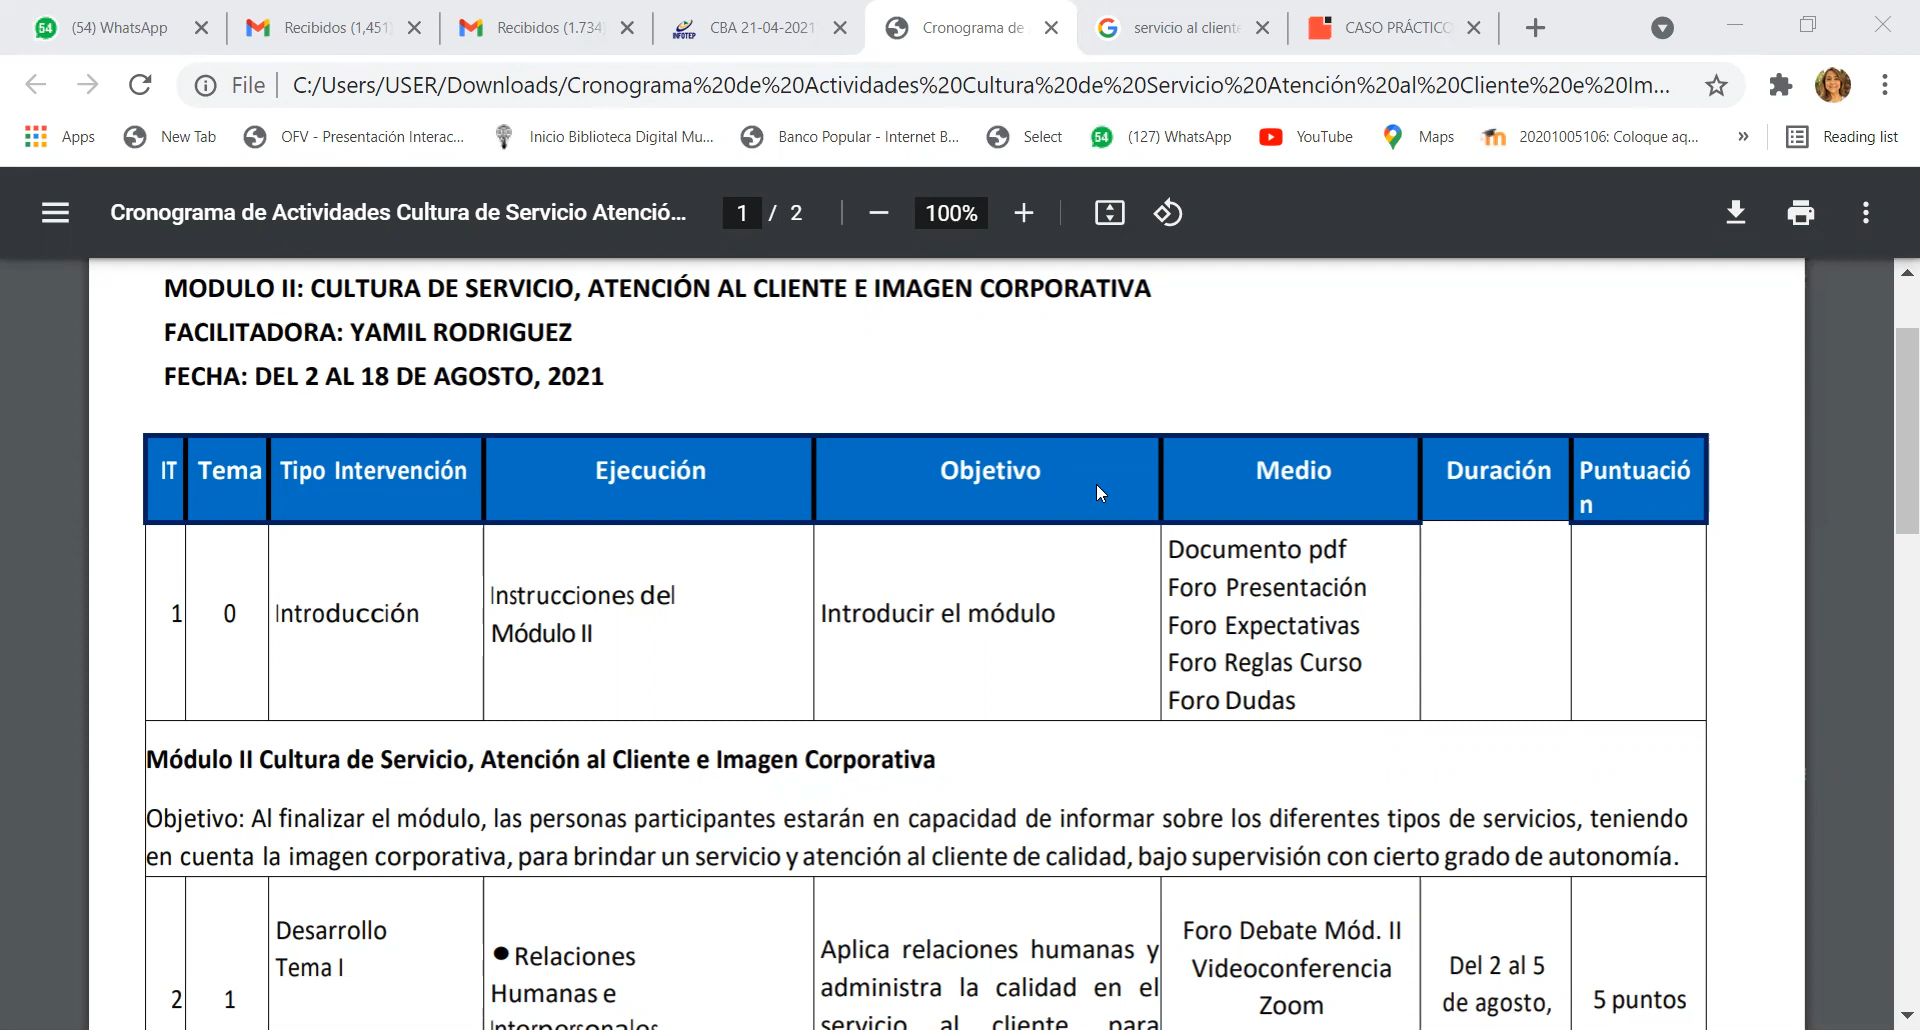 (54) WhatsApp
Recibidos (1,451
Recibidos (1.734
INFOTEP CBA 21-04-2021
Cronograma de
servicio al cliente
CASO PRÁCTICO
File C:/Users/USER/Downloads/Cronograma%20de%20Actividades%20Cultura%20de%20Servicio%20Atención%20al%20Cliente%20e%20Im...
Apps New Tab OFV - Presentación Interac... Inicio Biblioteca Digital Mu... Banco Popular - Internet B... Select 54 (127) WhatsApp YouTube Maps 20201005106: Coloque aq... » Reading list
Cronograma de Actividades Cultura de Servicio Atenció... 1 / 2 100%
MODULO II: CULTURA DE SERVICIO, ATENCIÓN AL CLIENTE E IMAGEN CORPORATIVA
FACILITADORA: YAMIL RODRIGUEZ
FECHA: DEL 2 AL 18 DE AGOSTO, 2021
IT Tema Tipo Intervención Ejecución Objetivo Medio Duración Puntuació
n
1 0 Introducción
Instrucciones del
Módulo II
Introducir el módulo
Documento pdf
Foro Presentación
Foro Expectativas
Foro Reglas Curso
Foro Dudas
Módulo II Cultura de Servicio, Atención al Cliente e Imagen Corporativa
Objetivo: Al finalizar el módulo, las personas participantes estarán en capacidad de informar sobre los diferentes tipos de servicios, teniendo
en cuenta la imagen corporativa, para brindar un servicio y atención al cliente de calidad, bajo supervisión con cierto grado de autonomía.
2 1
Desarrollo
Tema I
● Relaciones
Humanas e
Interpersonales
Aplica relaciones humanas y
administra la calidad en el
servicio al cliente para
Foro Debate Mód. II
Videoconferencia
Zoom
Del 2 al 5
de agosto,
5 puntos